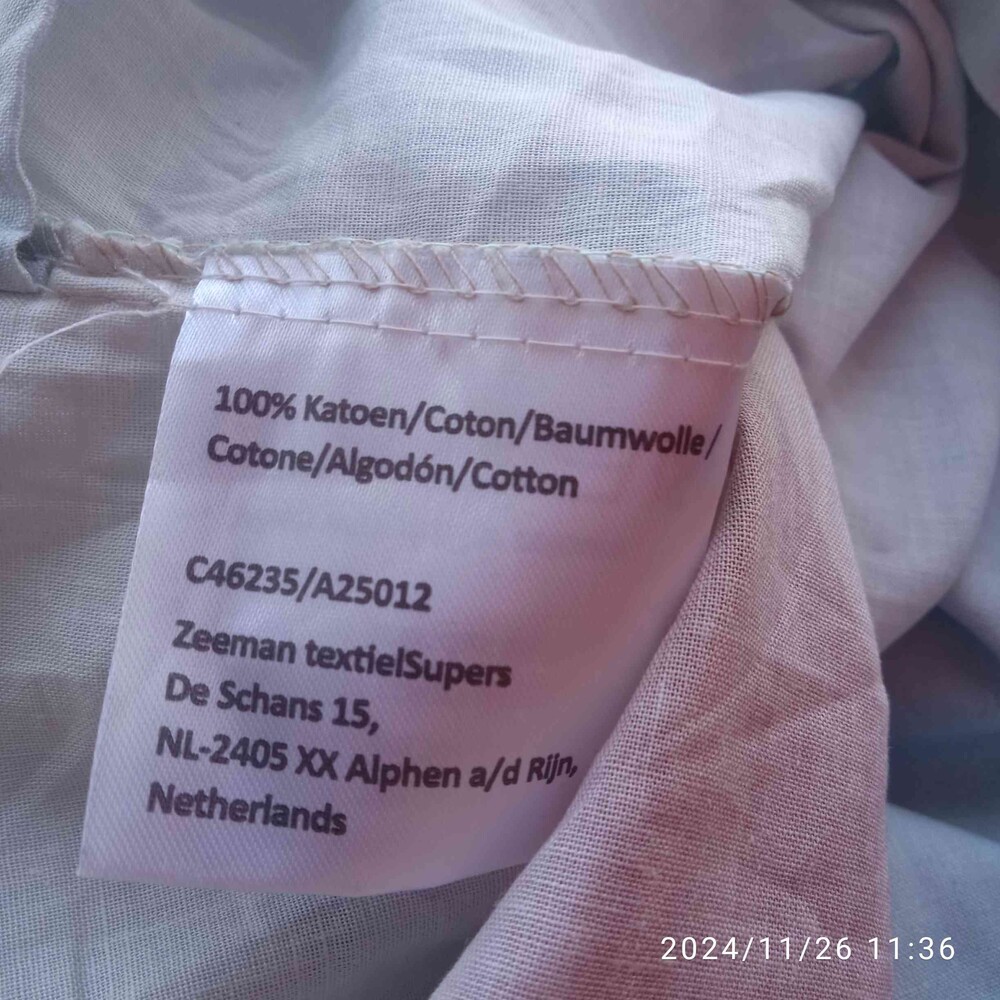 100% Katoen/Coton/Baumwolle/
Cotone/Algodón/Cotton
C46235/A25012
Zeeman textielSupers
De Schans 15,
NL-2405 XX Alphen a/d Rijn,
Netherlands
2024/11/26 11:36